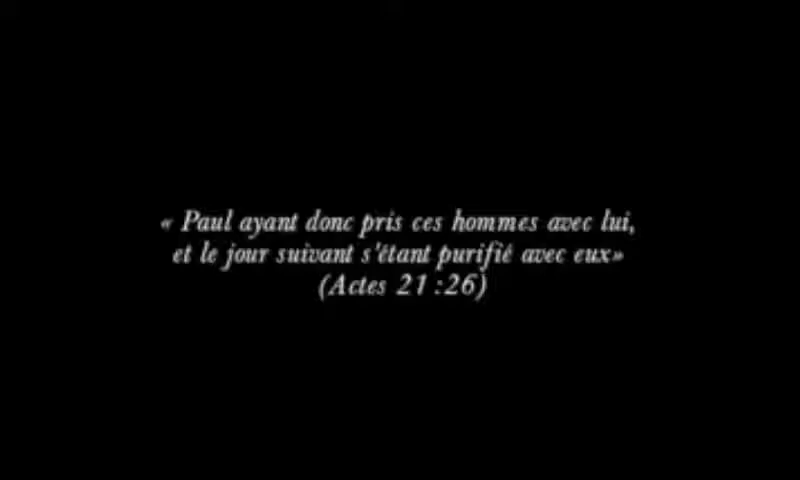 « Paul ayant donc pris ces hommes avec lui,
et le jour suivant s'étant purifié avec eux»
(Actes 21 :26)